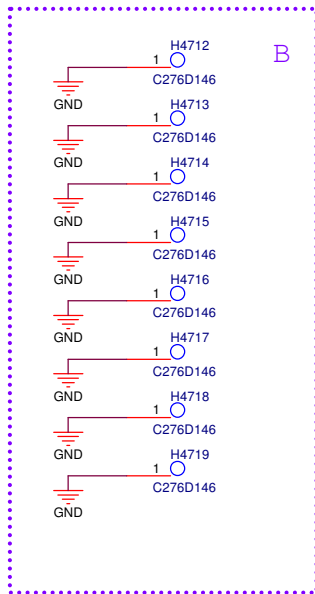 H4712
B
1
C276D146
GND
H4713
1
C276D146
GND
H4714
1
C276D146
GND
H4715
1
C276D146
GND
H4716
1
C276D146
GND
H4717
1
C276D146
GND
H4718
1
C276D146
GND
H4719
1
C276D146
GND